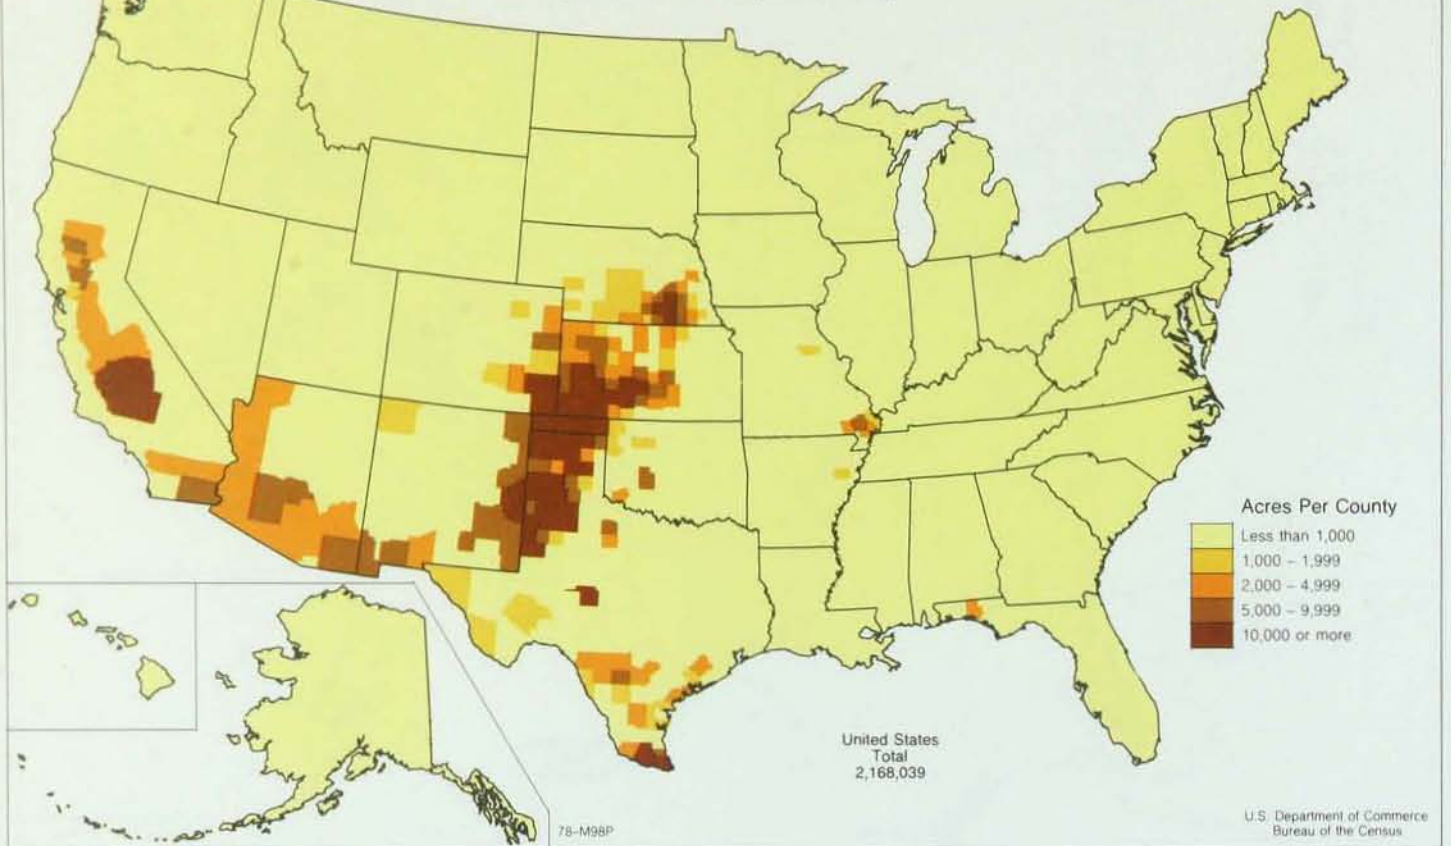 Acres Per County
Less than 1,000
1,000 - 1,999
2,000 - 4,999
5,000 - 9,999
10,000 or more
United States
Total
2,168,039
78-M98P
U.S. Department of Commerce
Bureau of the Census